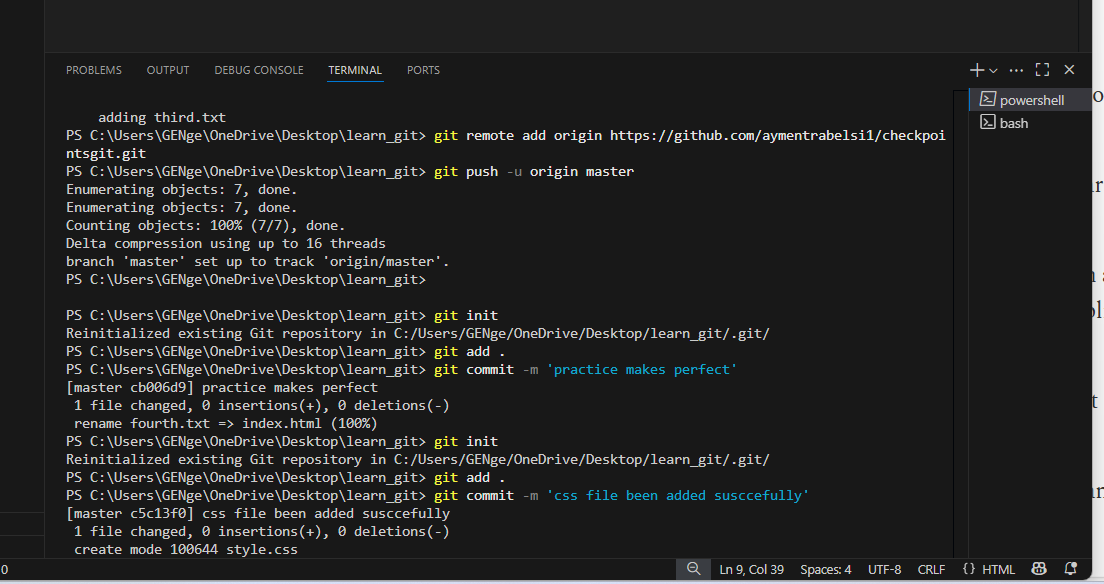 PROBLEMS OUTPUT DEBUG CONSOLE TERMINAL PORTS
powershell
bash
adding third.txt
PS C:\Users\GENge\OneDrive\Desktop\learn_git> git remote add origin https://github.com/aymentrabelsi1/checkpoi
ntsgit.git
PS C:\Users\GENge\OneDrive\Desktop\learn_git> git push -u origin master
Enumerating objects: 7, done.
Enumerating objects: 7, done.
Counting objects: 100% (7/7), done.
Delta compression using up to 16 threads
branch 'master' set up to track 'origin/master'.
PS C:\Users\GENge\OneDrive\Desktop\learn_git>
PS C:\Users\GENge\OneDrive\Desktop\learn_git> git init
Reinitialized existing Git repository in C:/Users/GENge/OneDrive/Desktop/learn_git/.git/
PS C:\Users\GENge\OneDrive\Desktop\learn_git> git add .
PS C:\Users\GENge\OneDrive\Desktop\learn_git> git commit -m 'practice makes perfect'
[master cb006d9] practice makes perfect
1 file changed, 0 insertions(+), 0 deletions(-)
rename fourth.txt => index.html (100%)
PS C:\Users\GENge\OneDrive\Desktop\learn_git> git init
Reinitialized existing Git repository in C:/Users/GENge/OneDrive/Desktop/learn_git/.git/
PS C:\Users\GENge\OneDrive\Desktop\learn_git> git add .
PS C:\Users\GENge\OneDrive\Desktop\learn_git> git commit -m 'css file been added susccefully'
[master c5c13f0] css file been added susccefully
1 file changed, 0 insertions(+), 0 deletions(-)
create mode 100644 style.css
0 Ln 9, Col 39 Spaces: 4 UTF-8 CRLF {} HTML